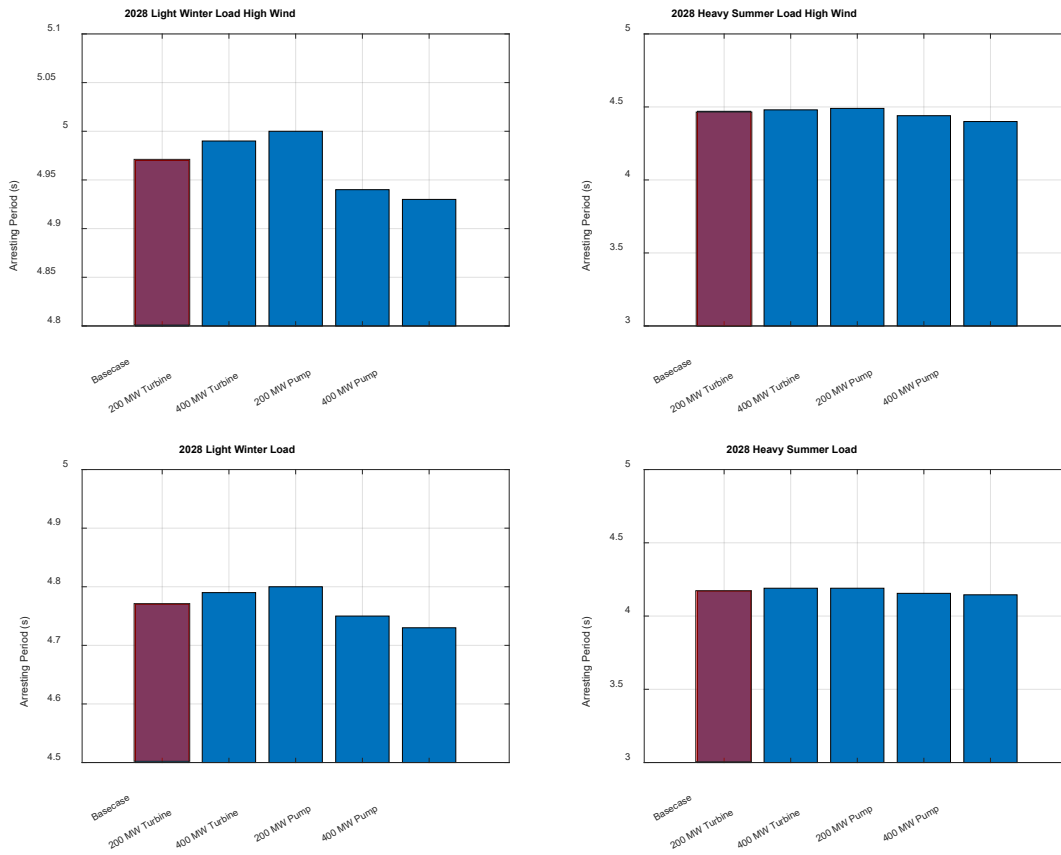 2028 Light Winter Load High Wind
5.1
5.05
5
4.95
4.9
4.85
4.8
Arresting Period (s)
Basecase
200 MW Turbine
400 MW Turbine
200 MW Pump
400 MW Pump
2028 Heavy Summer Load High Wind
5
4.5
4
3.5
3
Arresting Period (s)
Basecase
200 MW Turbine
400 MW Turbine
200 MW Pump
400 MW Pump
2028 Light Winter Load
5
4.9
4.8
4.7
4.6
4.5
Arresting Period (s)
Basecase
200 MW Turbine
400 MW Turbine
200 MW Pump
400 MW Pump
2028 Heavy Summer Load
5
4.5
4
3.5
3
Arresting Period (s)
Basecase
200 MW Turbine
400 MW Turbine
200 MW Pump
400 MW Pump